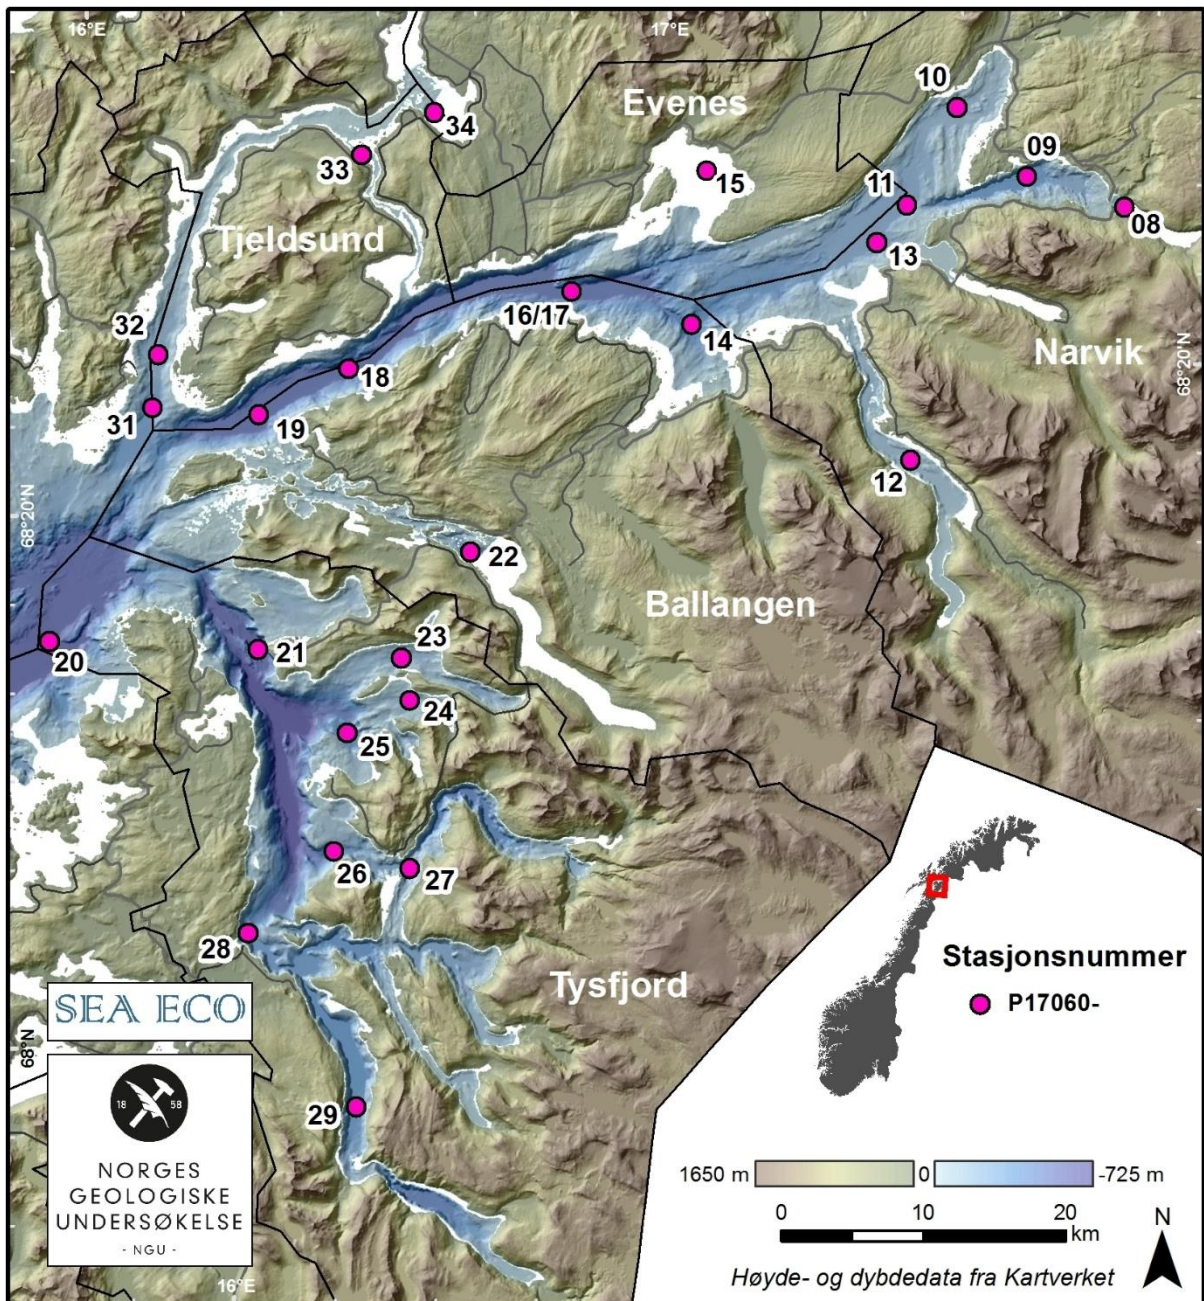 16°E
17°E
10
Evenes
34
09
33
15
11
08
Tjeldsund
13
32
16/17
14
Narvik
68°20'N
18
31
19
12
68°20'N
22
Ballangen
23
20
21
24
25
26
27
28
Stasjonsnummer
P17060-
Tysfjord
SEA ECO
68°N
18 58
29
NORGES
GEOLOGISKE
UNDERSØKELSE
- NGU -
1650 m 0 -725 m
0 10 20
km
N
Høyde- og dybdedata fra Kartverket
16°E